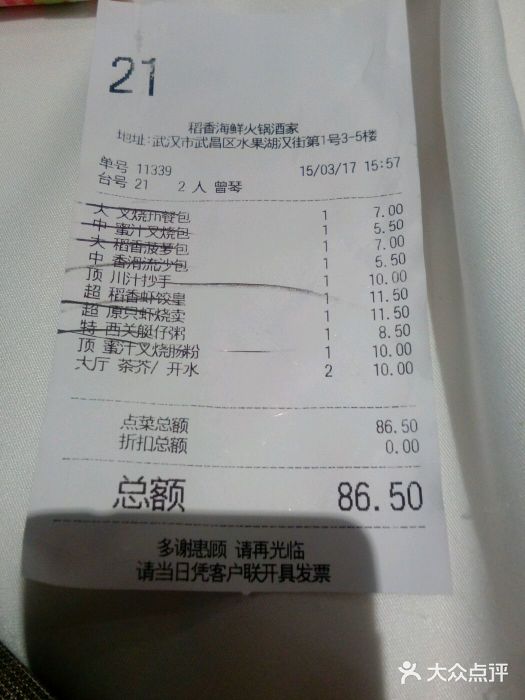 21
稻香海鲜火锅酒家
地址:武汉市武昌区水果湖汉街第1号3-5楼
单号 11339 15/03/17 15:57
台号 21 2 人 曾琴
大 叉烧饷餐包 1 7.00
中 蜜汁叉烧包 1 5.50
大 稻香菠萝包 1 7.00
中 香滑流沙包 1 5.50
顶 川汁抄手 1 10.00
超 稻香虾饺皇 1 11.50
超 原只虾烧卖 1 11.50
特 西关艇仔粥 1 8.50
顶 蜜汁叉烧肠粉 1 10.00
大厅 茶芥/ 开水 2 10.00
点菜总额 86.50
折扣总额 0.00
总额 86.50
多谢惠顾 请再光临
请当日凭客户联开具发票
大众点评